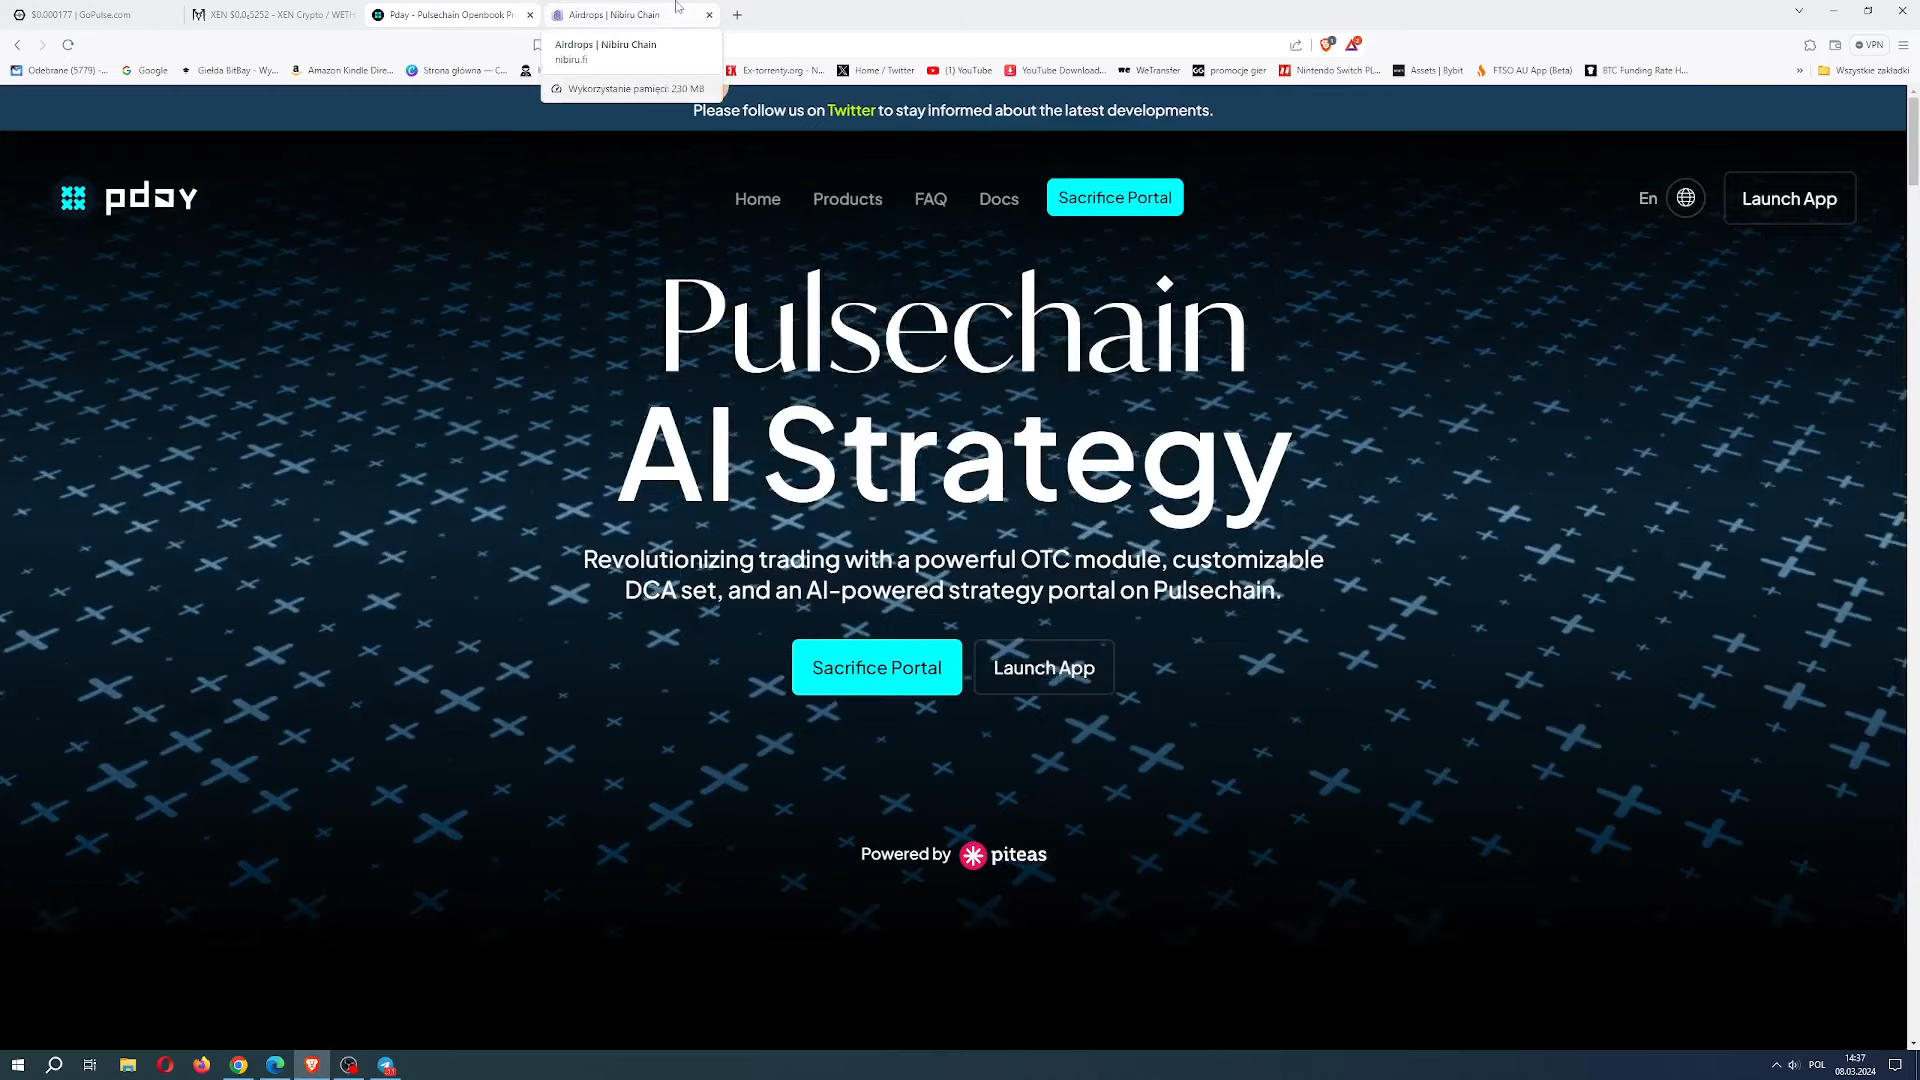 $0.000177 | GoPulse.com
XEN $0.0₆5252 - XEN Crypto / WETH
Pday - Pulsechain Openbook Pr
Airdrops | Nibiru Chain
Airdrops | Nibiru Chain
nibiru.fi
Wykorzystanie pamięci: 230 MB
VPN
Odebrane (5779) -...
Google
Giełda BitBay - Wy...
Amazon Kindle Dire...
Strona główna — C...
Ex-torrenty.org - N...
Home / Twitter
(1) YouTube
YouTube Download...
WeTransfer
promocje gier
Nintendo Switch PL...
Assets | Bybit
FTSO AU App (Beta)
BTC Funding Rate H...
»
Wszystkie zakładki
Please follow us on Twitter to stay informed about the latest developments.
pday
Home
Products
FAQ
Docs
Sacrifice Portal
En
Launch App
Pulsechain
AI Strategy
Revolutionizing trading with a powerful OTC module, customizable
DCA set, and an AI-powered strategy portal on Pulsechain.
Sacrifice Portal
Launch App
Powered by piteas
POL
14:37
08.03.2024